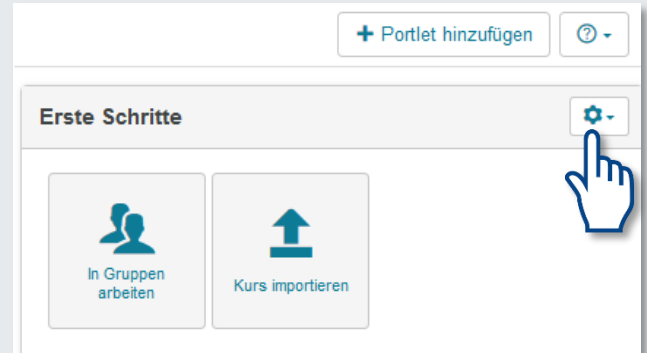 Portlet hinzufügen
Erste Schritte
In Gruppen
arbeiten
Kurs importieren